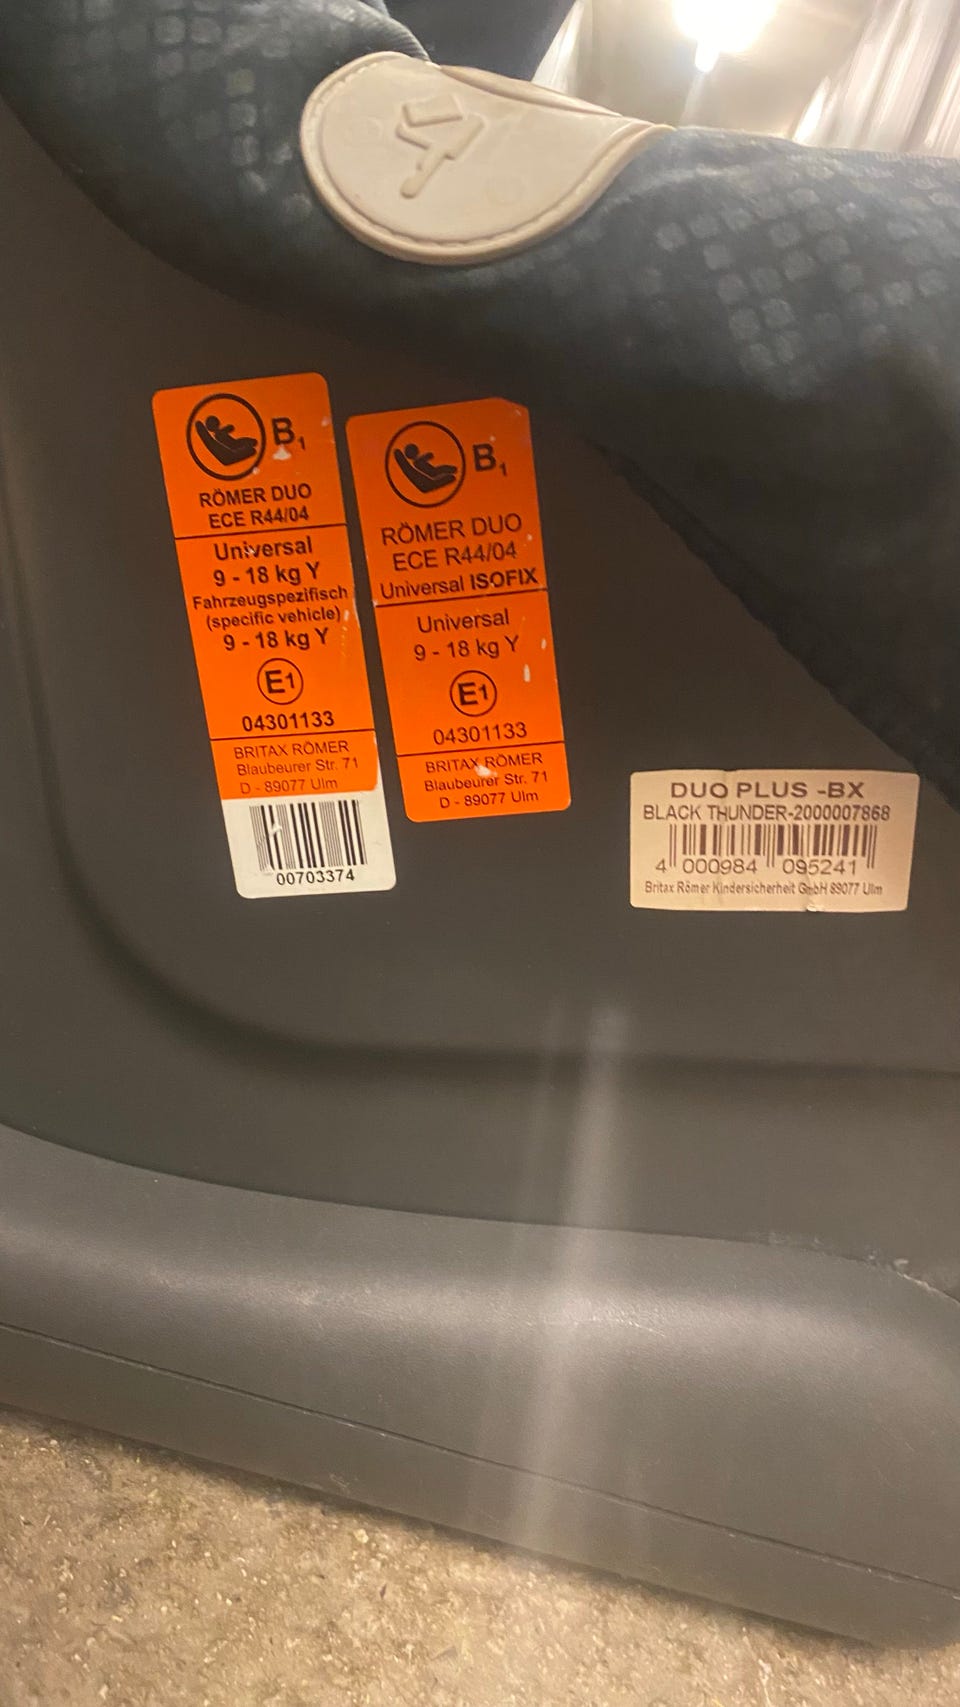 B1
RÖMER DUO
ECE R44/04
Universal
9 - 18 kg Y
Fahrzeugspezifisch
(specific vehicle)
9 - 18 kg Y
E1
04301133
BRITAX RÖMER
Blaubeurer Str. 71
D - 89077 Ulm
00703374
B1
RÖMER DUO
ECE R44/04
Universal ISOFIX
Universal
9 - 18 kg Y
E1
04301133
BRITAX RÖMER
Blaubeurer Str. 71
D - 89077 Ulm
DUO PLUS -BX
BLACK THUNDER-2000007868
4 000984 095241
Britax Römer Kindersicherheit GmbH 89077 Ulm